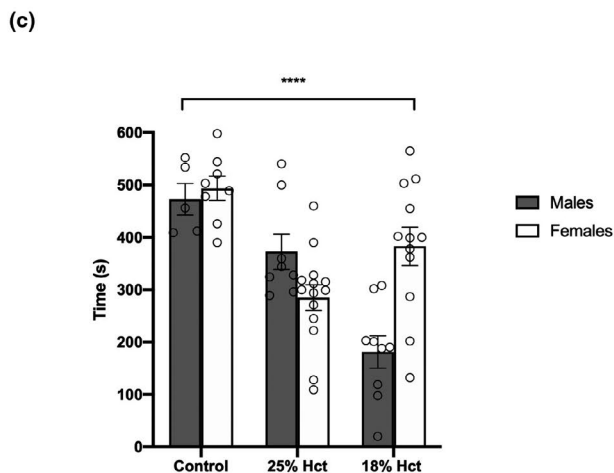 (c)
****
600
500
400
300
200
100
0
Time (s)
Control
25% Hct
18% Hct
Males
Females